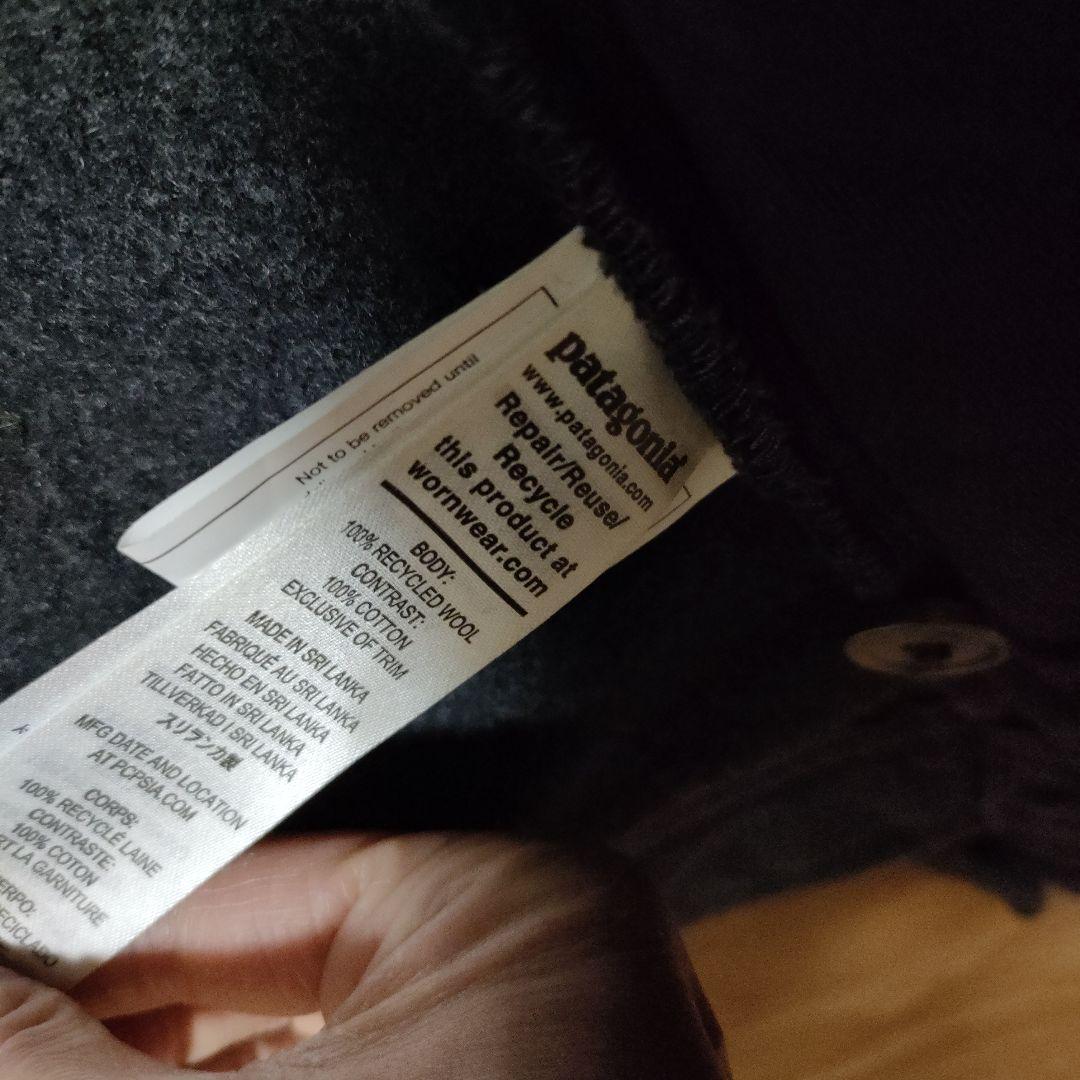 patagonia
www.patagonia.com
Repair/Reuse/
Recycle
this product at
wornwear.com
BODY:
100% RECYCLED WOOL
CONTRAST:
100% COTTON
EXCLUSIVE OF TRIM
MADE IN SRI LANKA
FABRIQUÉ AU SRI LANKA
HECHO EN SRI LANKA
FATTO IN SRI LANKA
TILLVERKAD I SRI LANKA
スリランカ製
MFG DATE AND LOCATION
AT PCPSIA.COM
CORPS:
100% RECYCLÉ LAINE
CONTRASTE:
100% COTON
LA GARNITURE
Not to be removed until